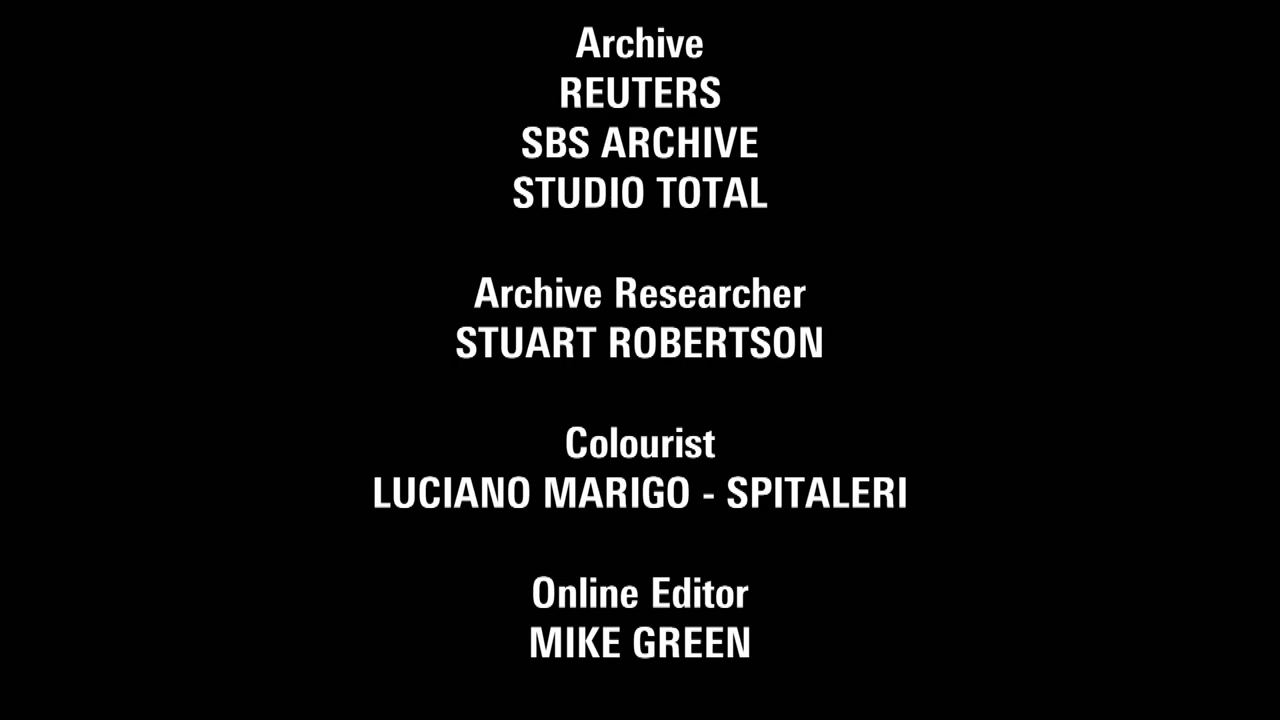 Archive
REUTERS
SBS ARCHIVE
STUDIO TOTAL
Archive Researcher
STUART ROBERTSON
Colourist
LUCIANO MARIGO - SPITALERI
Online Editor
MIKE GREEN